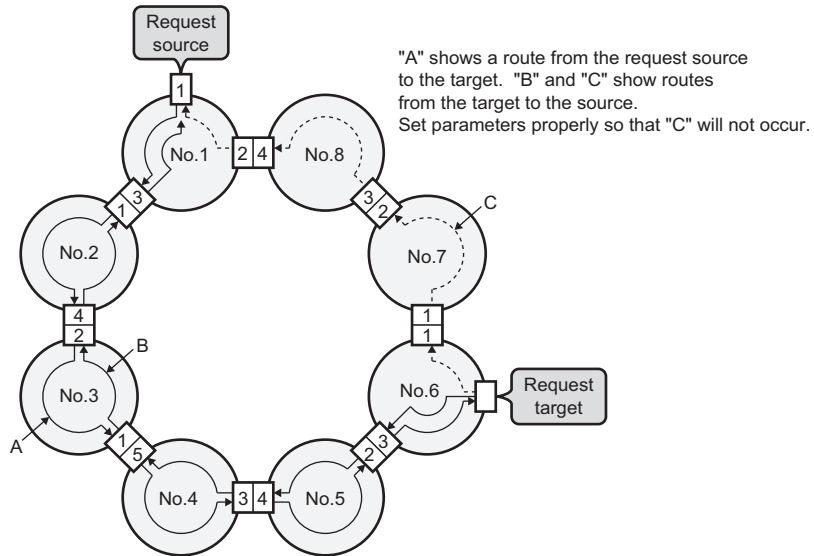 Request
source
"A" shows a route from the request source
to the target. "B" and "C" show routes
from the target to the source.
Set parameters properly so that "C" will not occur.
1
No.1
2 4
No.8
3
1
3
2
C
No.2
No.7
4
2
1
1
B
No.3
No.6
Request
target
A
1
5
3
2
No.4
3 4
No.5